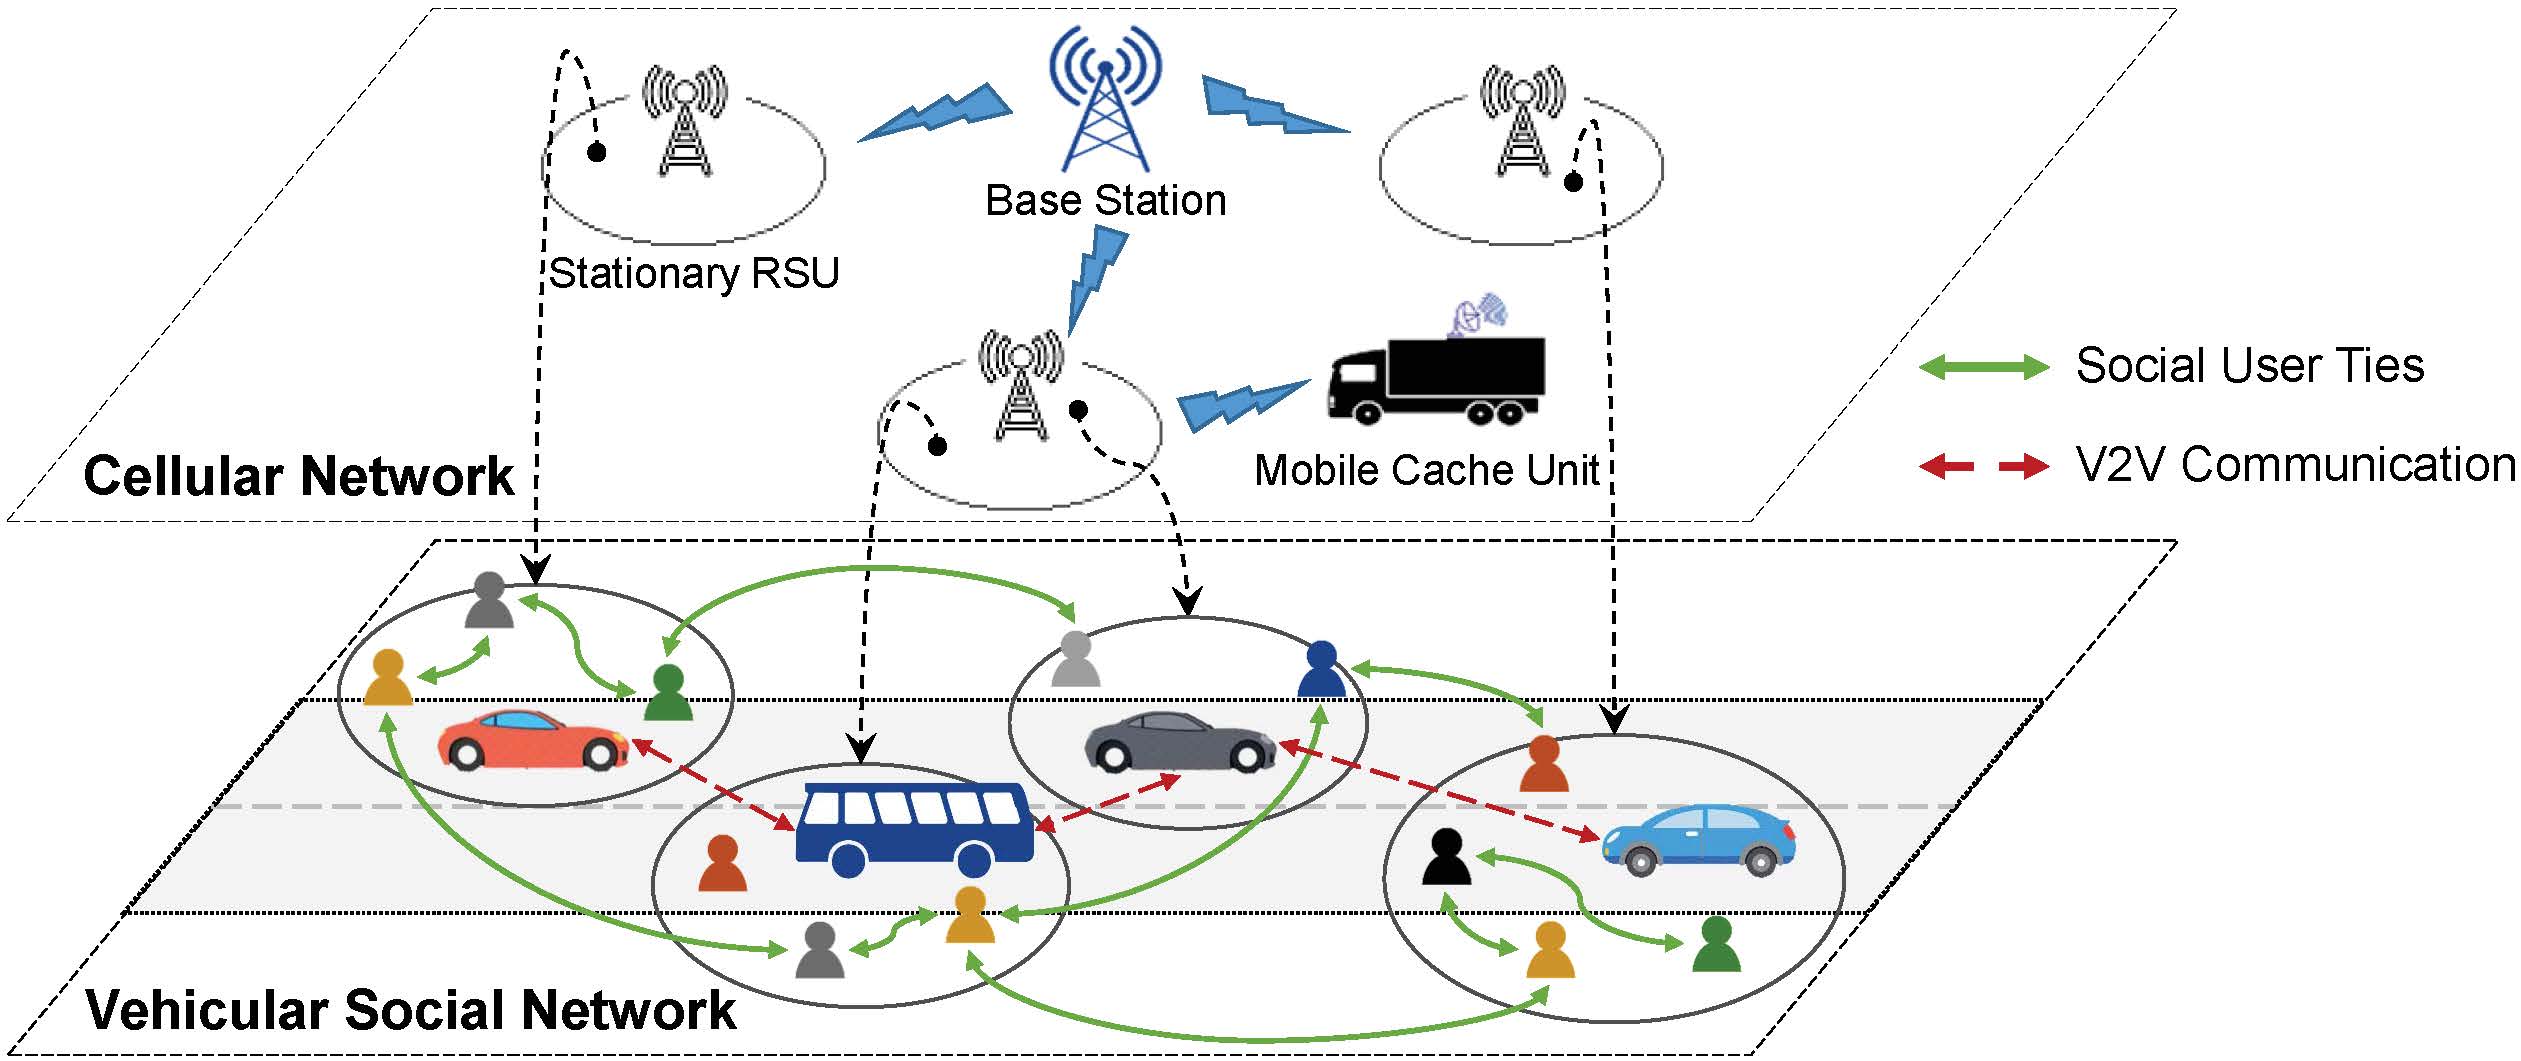 Base Station
Stationary RSU
Mobile Cache Unit
Cellular Network
Social User Ties
V2V Communication
Vehicular Social Network